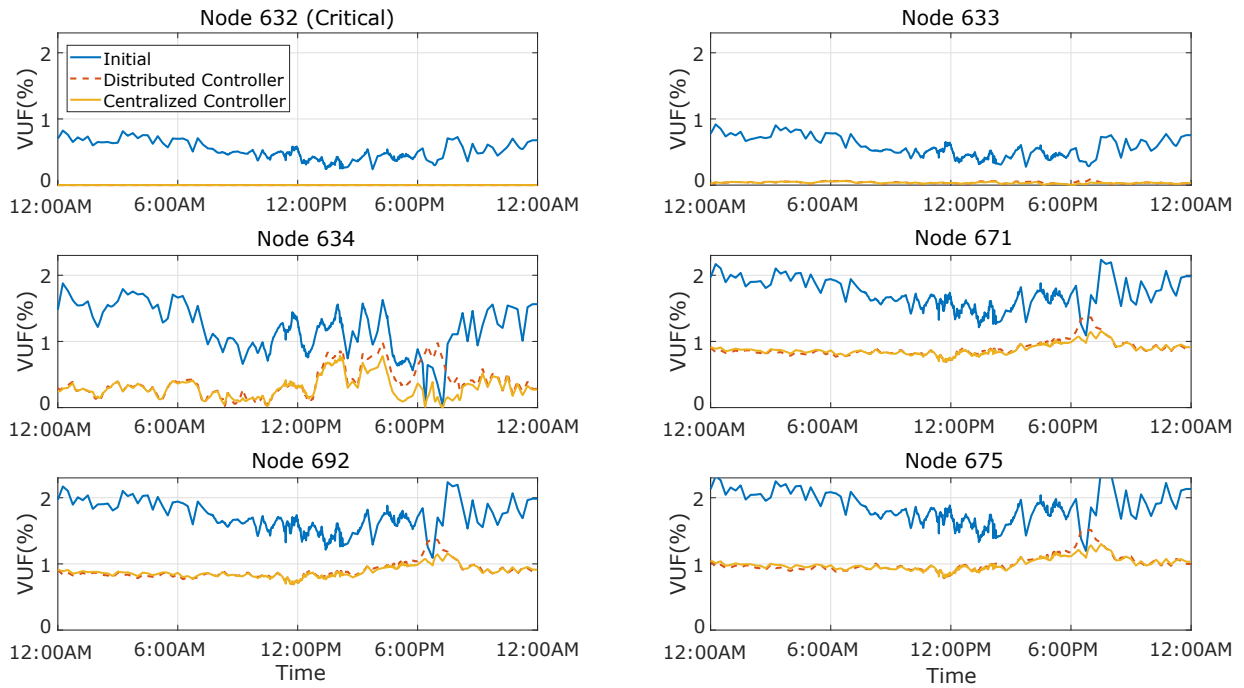 Node 632 (Critical)
VUF(%)
2
1
0
Initial
Distributed Controller
Centralized Controller
12:00AM 6:00AM 12:00PM 6:00PM 12:00AM
Node 633
VUF(%)
2
1
0
12:00AM 6:00AM 12:00PM 6:00PM 12:00AM
Node 634
VUF(%)
2
1
0
12:00AM 6:00AM 12:00PM 6:00PM 12:00AM
Node 671
VUF(%)
2
1
0
12:00AM 6:00AM 12:00PM 6:00PM 12:00AM
Node 692
VUF(%)
2
1
0
12:00AM 6:00AM 12:00PM 6:00PM 12:00AM
Time
Node 675
VUF(%)
2
1
0
12:00AM 6:00AM 12:00PM 6:00PM 12:00AM
Time